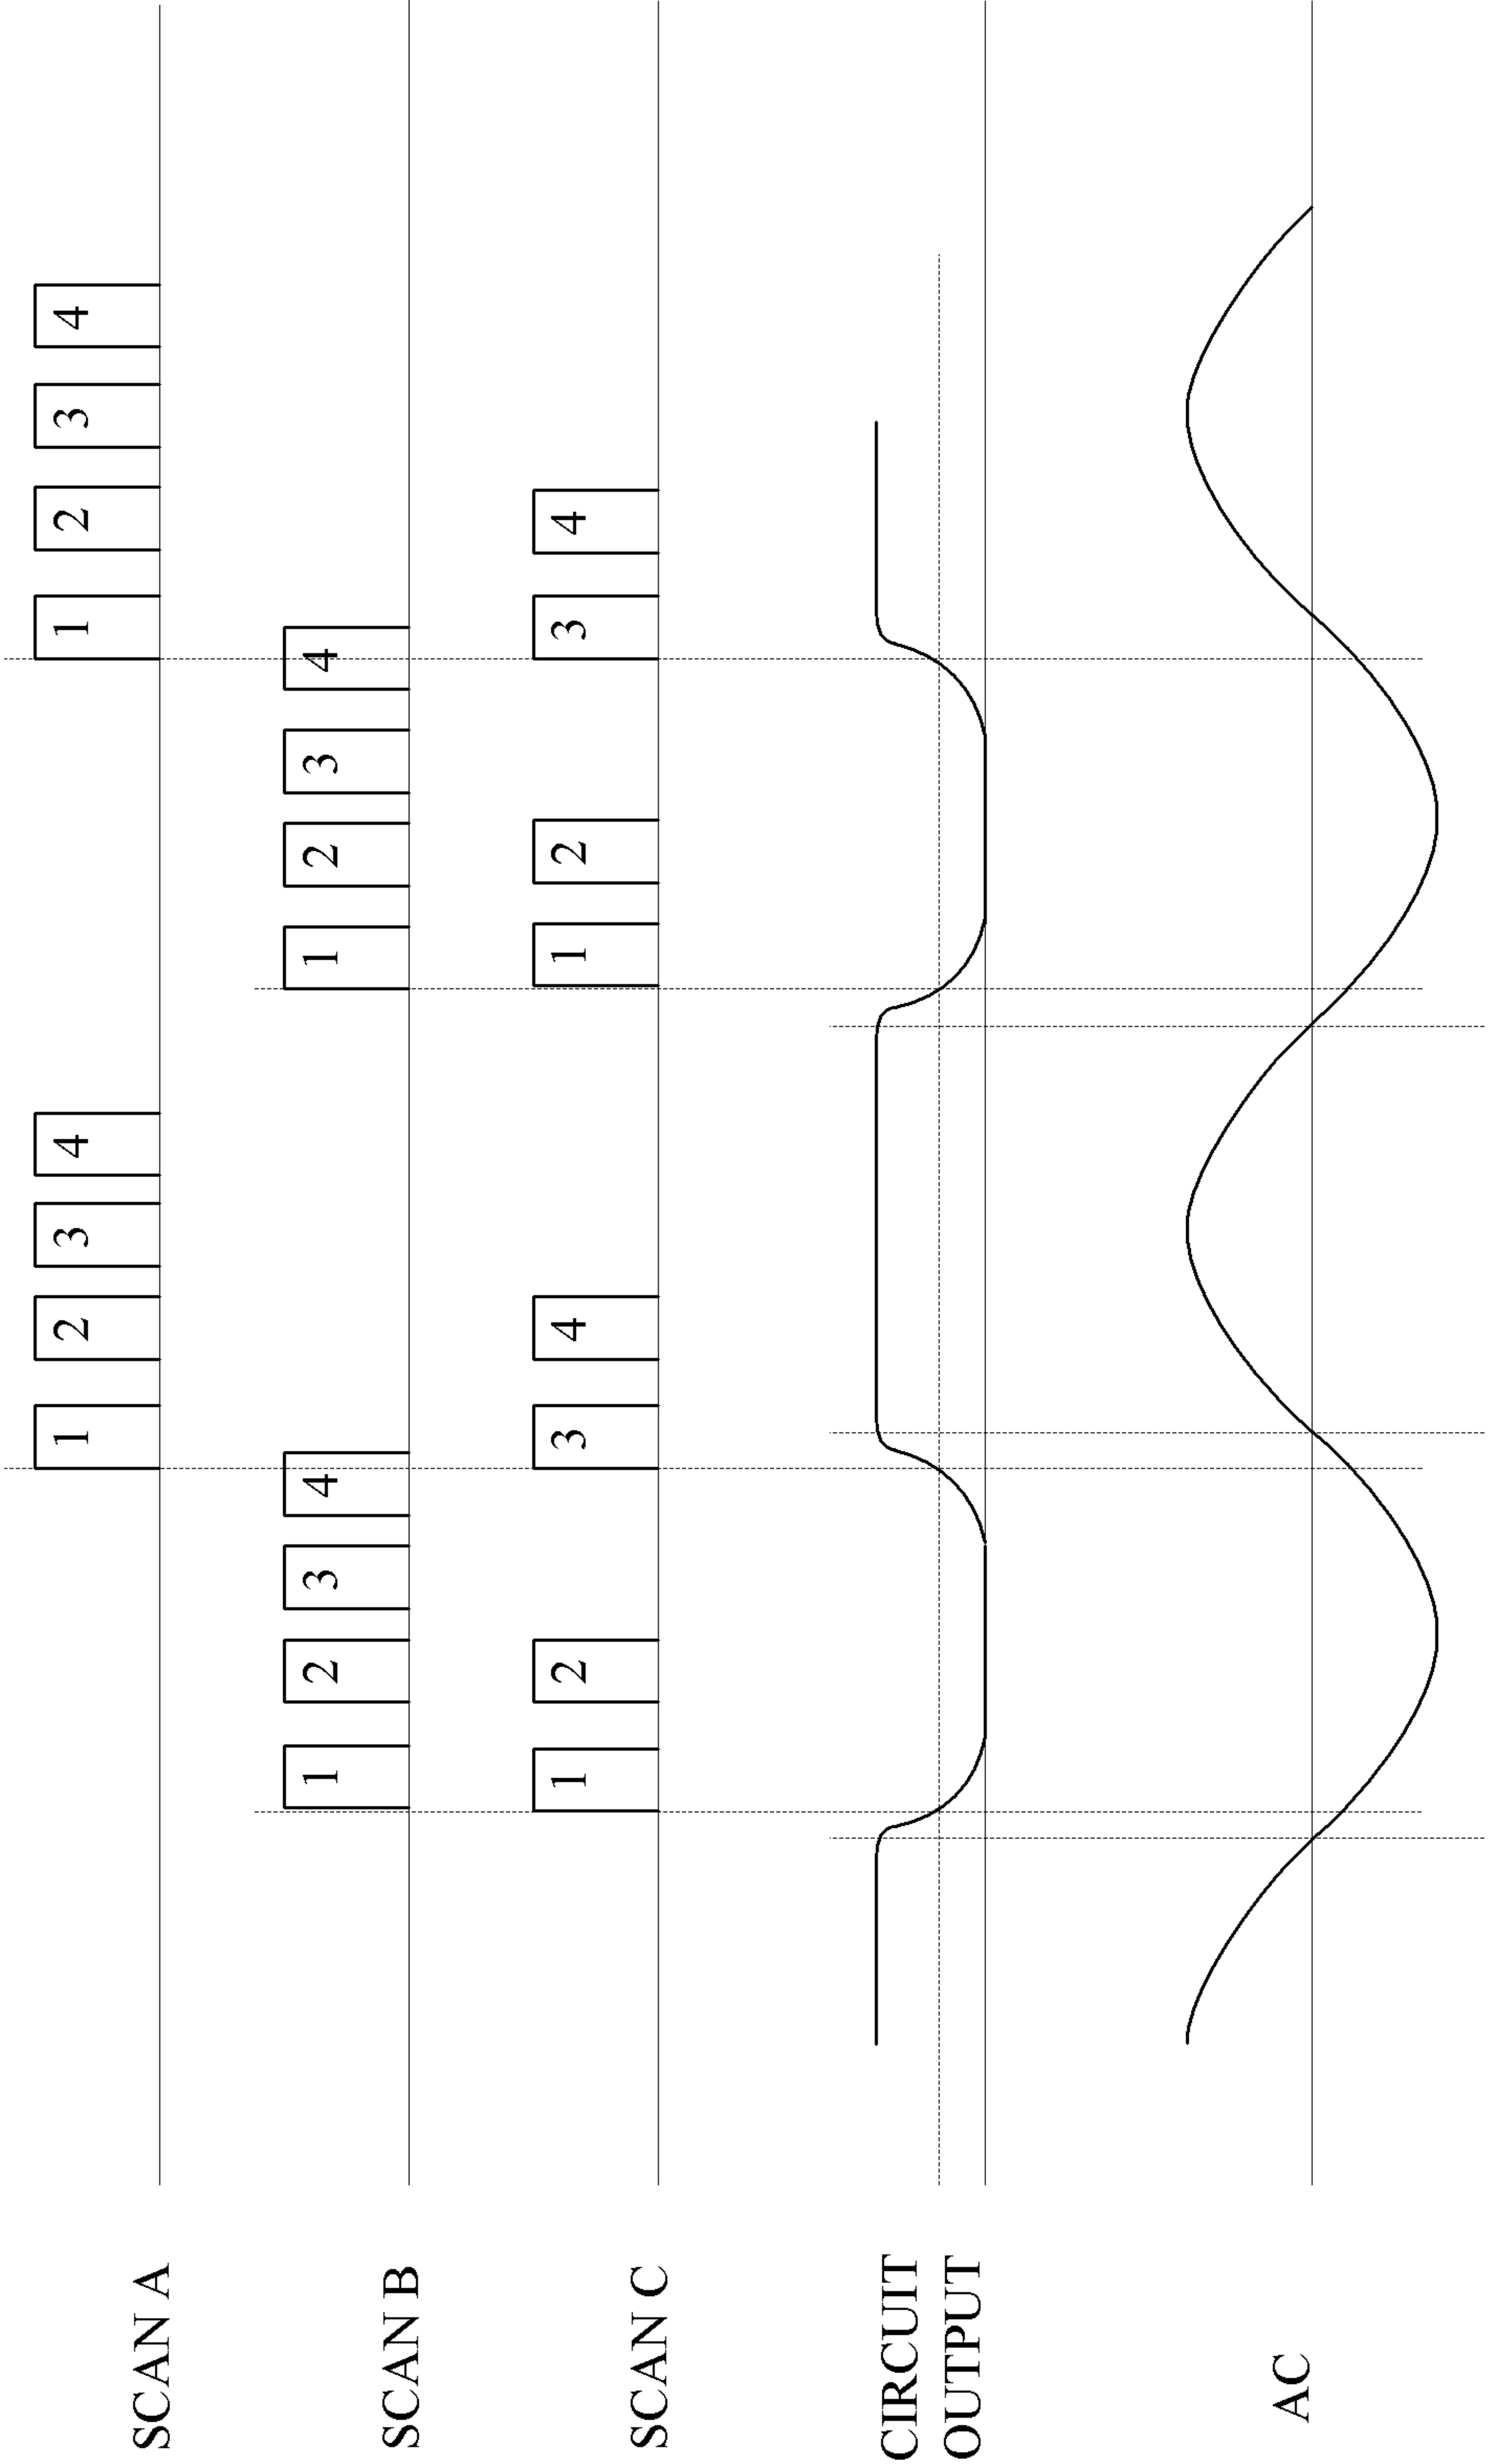 SCAN A
1 2 3 4 1 2 3 4
SCAN B
1 2 3 4 1 2 3 4
SCAN C
1 2 3 4 1 2 3 4
CIRCUIT
OUTPUT
AC